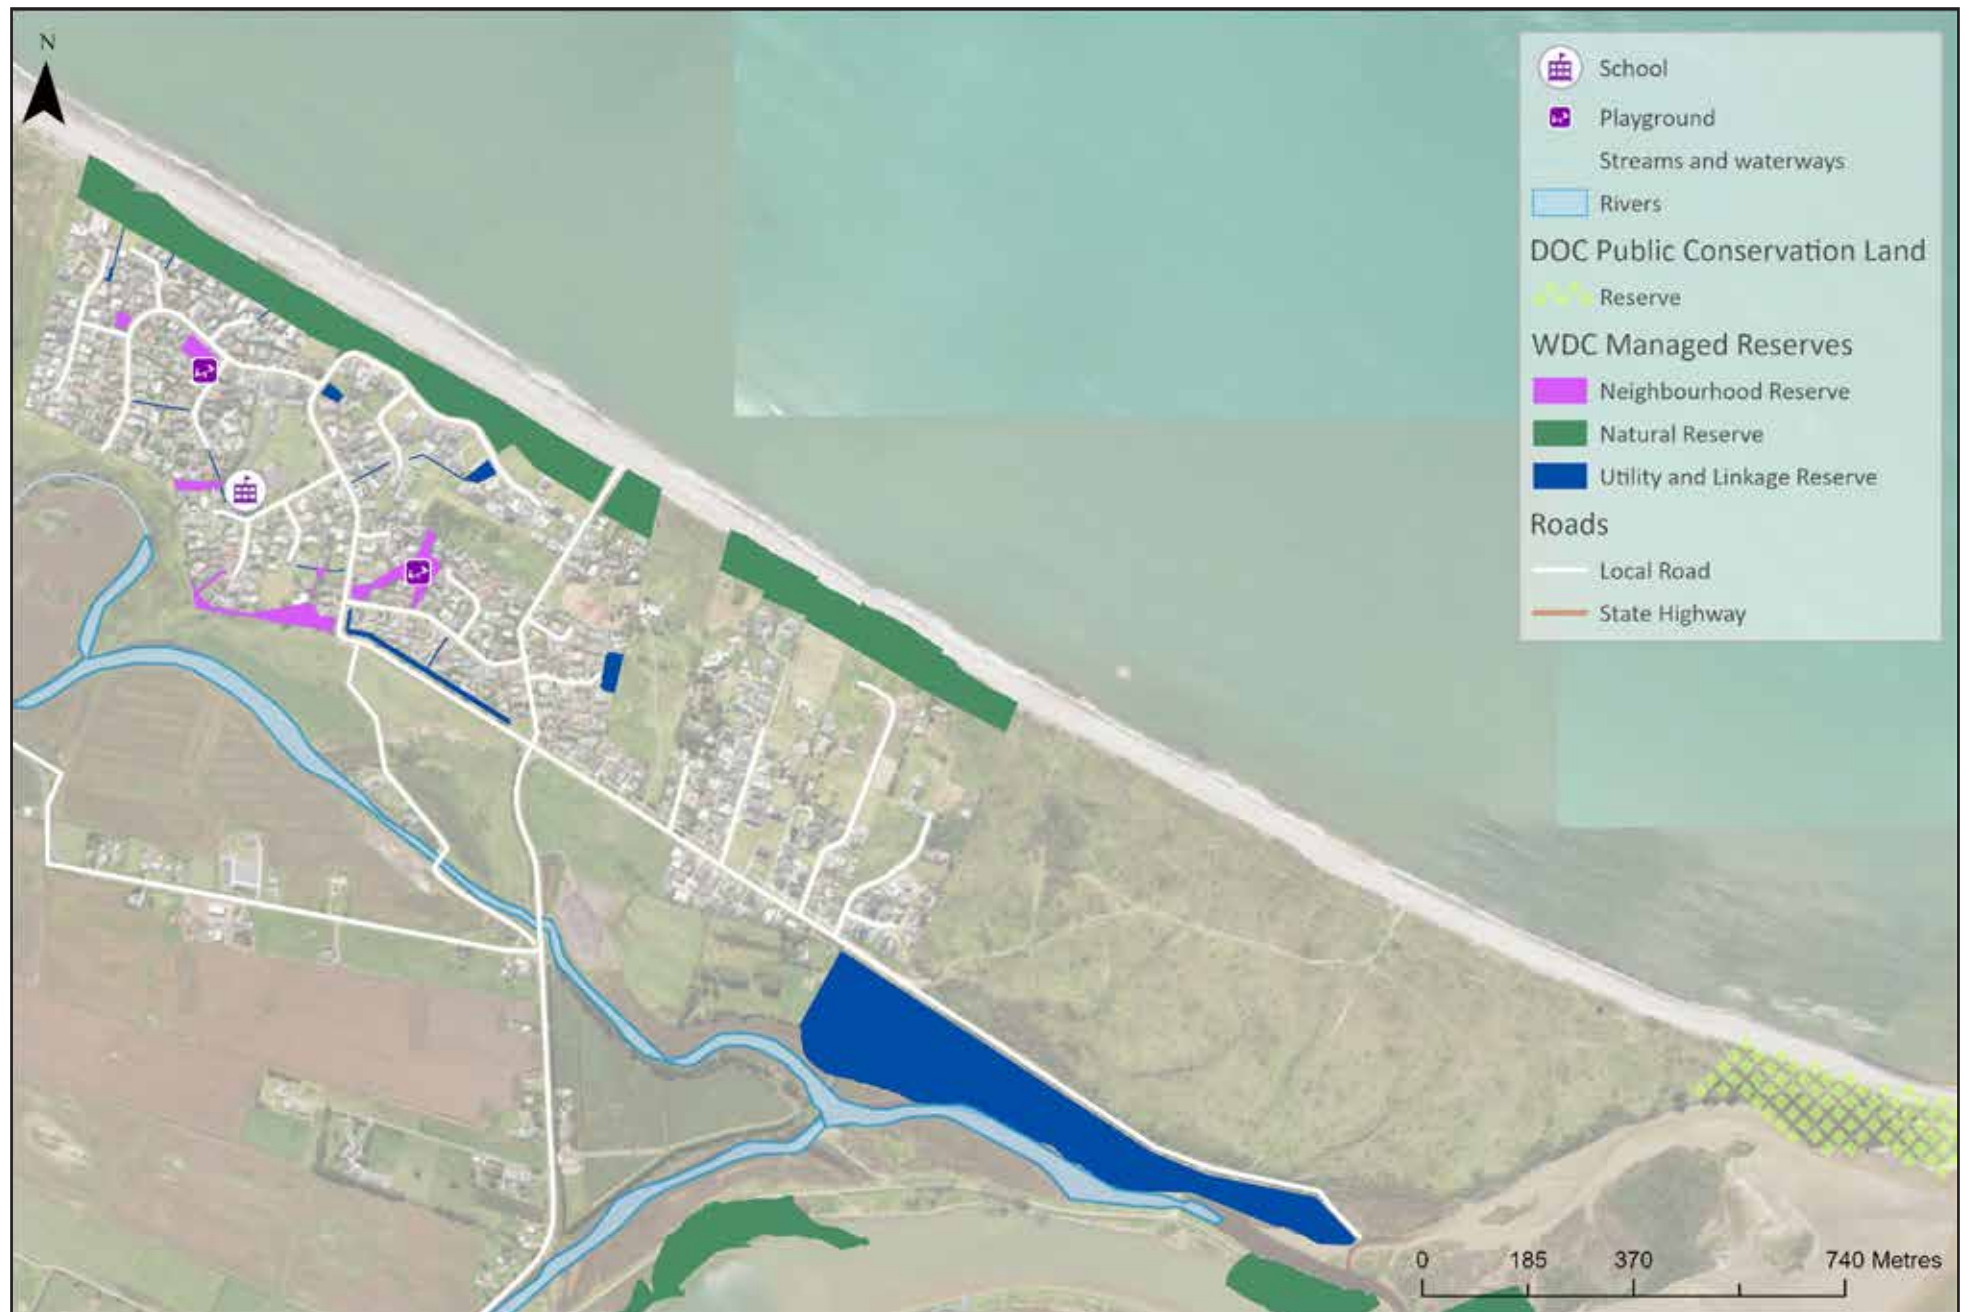 N
School
Playground
Streams and waterways
Rivers
DOC Public Conservation Land
Reserve
WDC Managed Reserves
Neighbourhood Reserve
Natural Reserve
Utility and Linkage Reserve
Roads
Local Road
State Highway
0 185 370 740 Metres